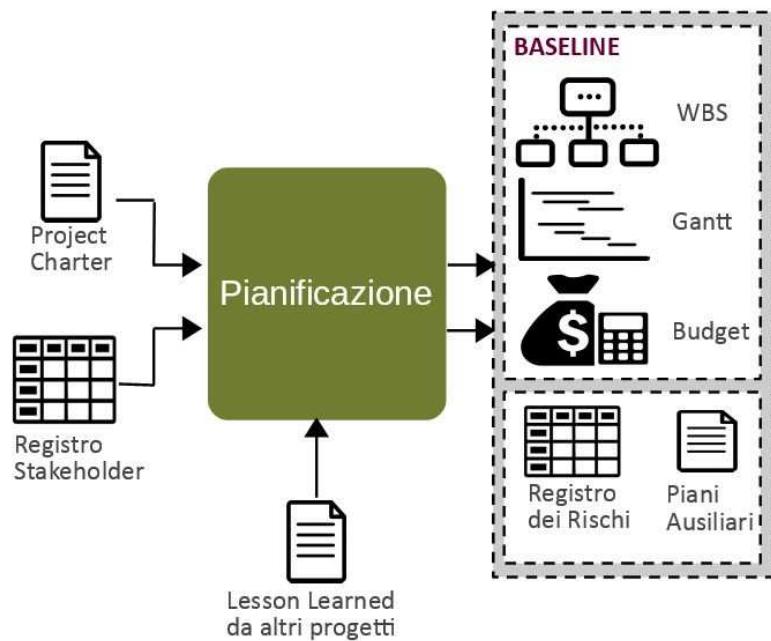 BASELINE
WBS
Gantt
Budget
Project
Charter
Pianificazione
Registro
Stakeholder
Lesson Learned
da altri progetti
$
Registro
dei Rischi
Piani
Ausiliari